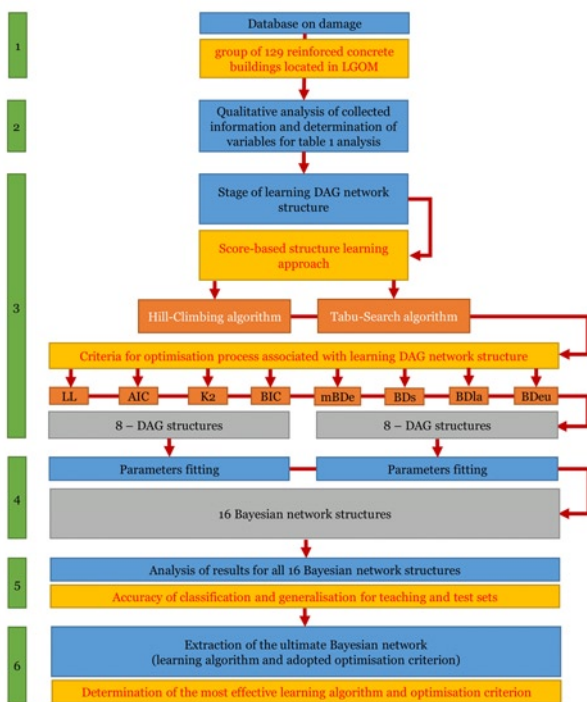 1
Database on damage
group of 129 reinforced concrete
buildings located in LGOM
2
Qualitative analysis of collected
information and determination of
variables for table 1 analysis
3
Stage of learning DAG network
structure
Score-based structure learning
approach
Hill-Climbing algorithm
Tabu-Search algorithm
Criteria for optimisation process associated with learning DAG network structure
LL
AIC
K2
BIC
mBDe
BDs
BDla
BDeu
8 – DAG structures
8 – DAG structures
4
Parameters fitting
Parameters fitting
16 Bayesian network structures
5
Analysis of results for all 16 Bayesian network structures
Accuracy of classification and generalisation for teaching and test sets
6
Extraction of the ultimate Bayesian network
(learning algorithm and adopted optimisation criterion)
Determination of the most effective learning algorithm and optimisation criterion